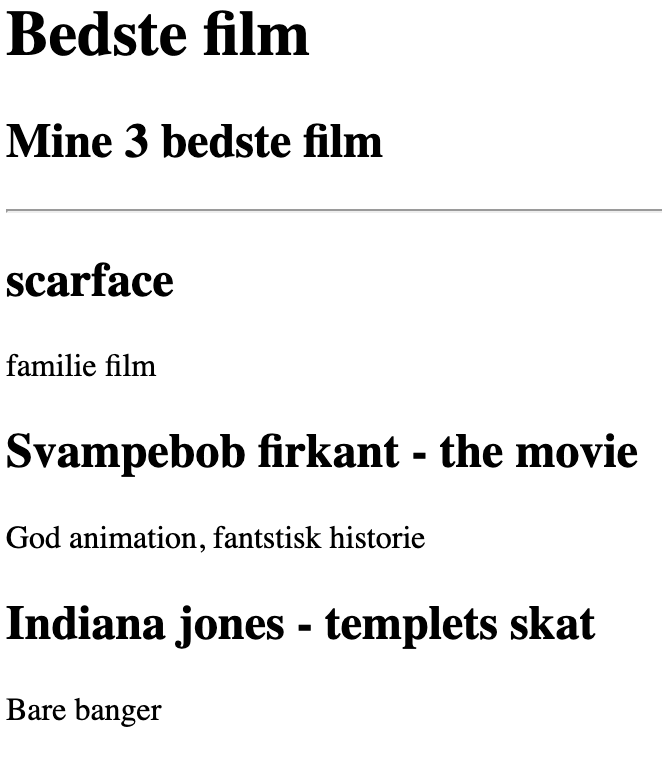 Bedste film
Mine 3 bedste film
scarface
familie film
Svampebob firkant - the movie
God animation, fantstisk historie
Indiana jones - templets skat
Bare banger